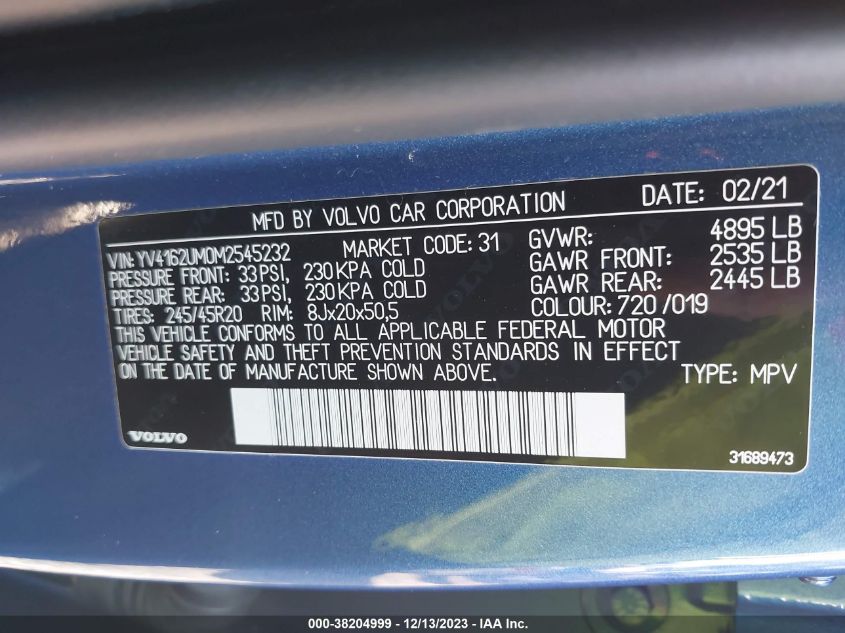 MFD BY VOLVO CAR CORPORATION DATE: 02/21
VIN: YV4162UM0M2545232 MARKET CODE: 31 GVWR: 4895 LB
PRESSURE FRONT: 33 PSI, 230 KPA COLD GAWR FRONT: 2535 LB
PRESSURE REAR: 33 PSI, 230 KPA COLD GAWR REAR: 2445 LB
TIRES: 245/45R20 RIM: 8Jx20x50,5 COLOUR: 720 /019
THIS VEHICLE CONFORMS TO ALL APPLICABLE FEDERAL MOTOR
VEHICLE SAFETY AND THEFT PREVENTION STANDARDS IN EFFECT
ON THE DATE OF MANUFACTURE SHOWN ABOVE. TYPE: MPV
VOLVO 31689473
000-38204999 - 12/13/2023 - IAA Inc.